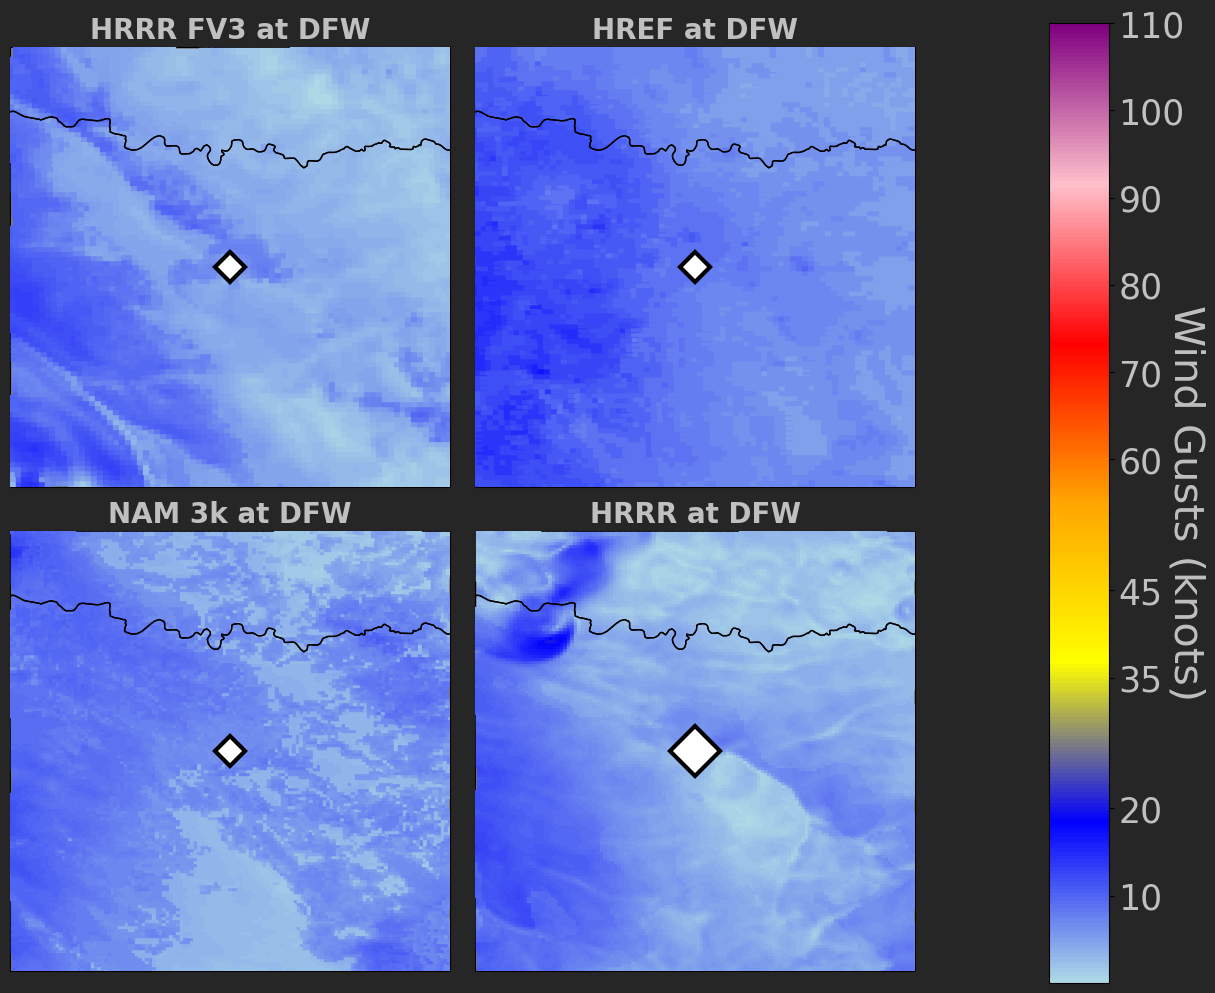 HRRR FV3 at DFW
HREF at DFW
NAM 3k at DFW
HRRR at DFW
110
100
90
80
70
60
45
35
20
10
Wind Gusts (knots)